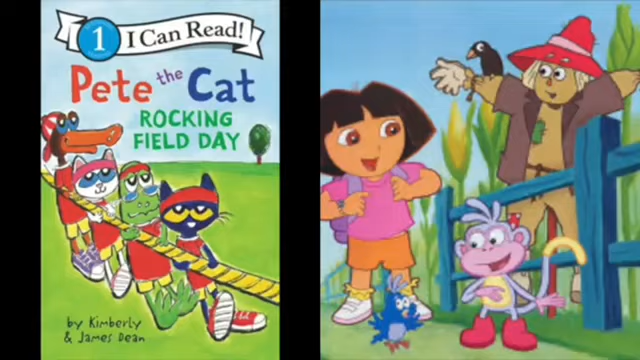 1 I Can Read!
Pete the Cat
ROCKING
FIELD DAY
by Kimberly
& James Dean